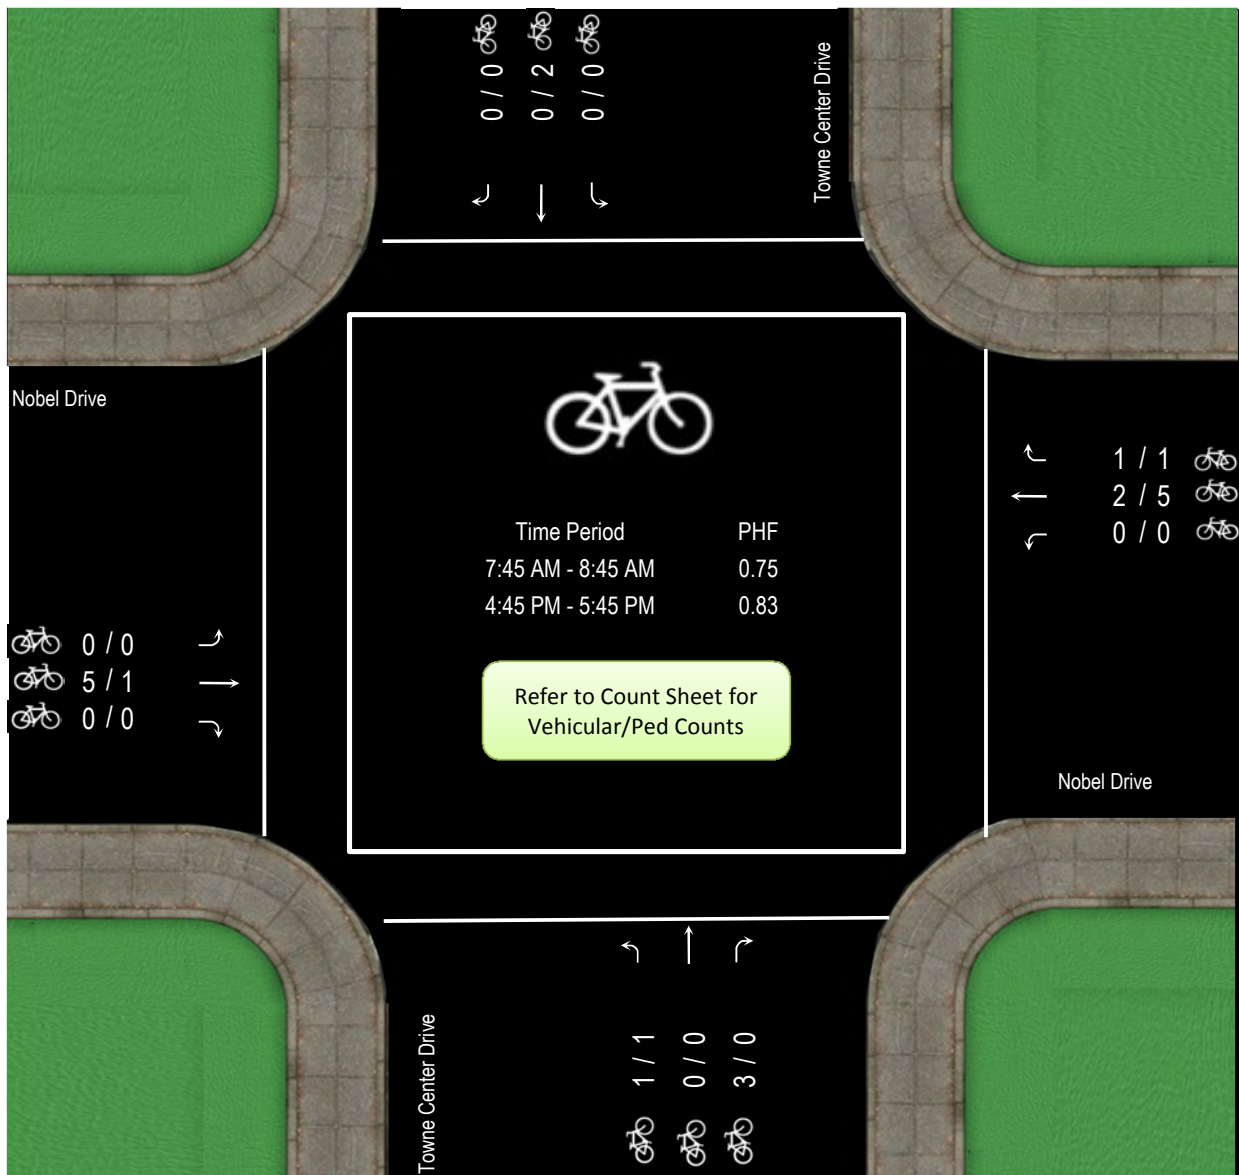 0 / 0
0 / 2
0 / 0
Towne Center Drive
Nobel Drive
1 / 1
2 / 5
0 / 0
Time Period PHF
7:45 AM - 8:45 AM 0.75
4:45 PM - 5:45 PM 0.83
0 / 0
5 / 1
0 / 0
Refer to Count Sheet for
Vehicular/Ped Counts
Nobel Drive
Towne Center Drive
1 / 1
0 / 0
3 / 0